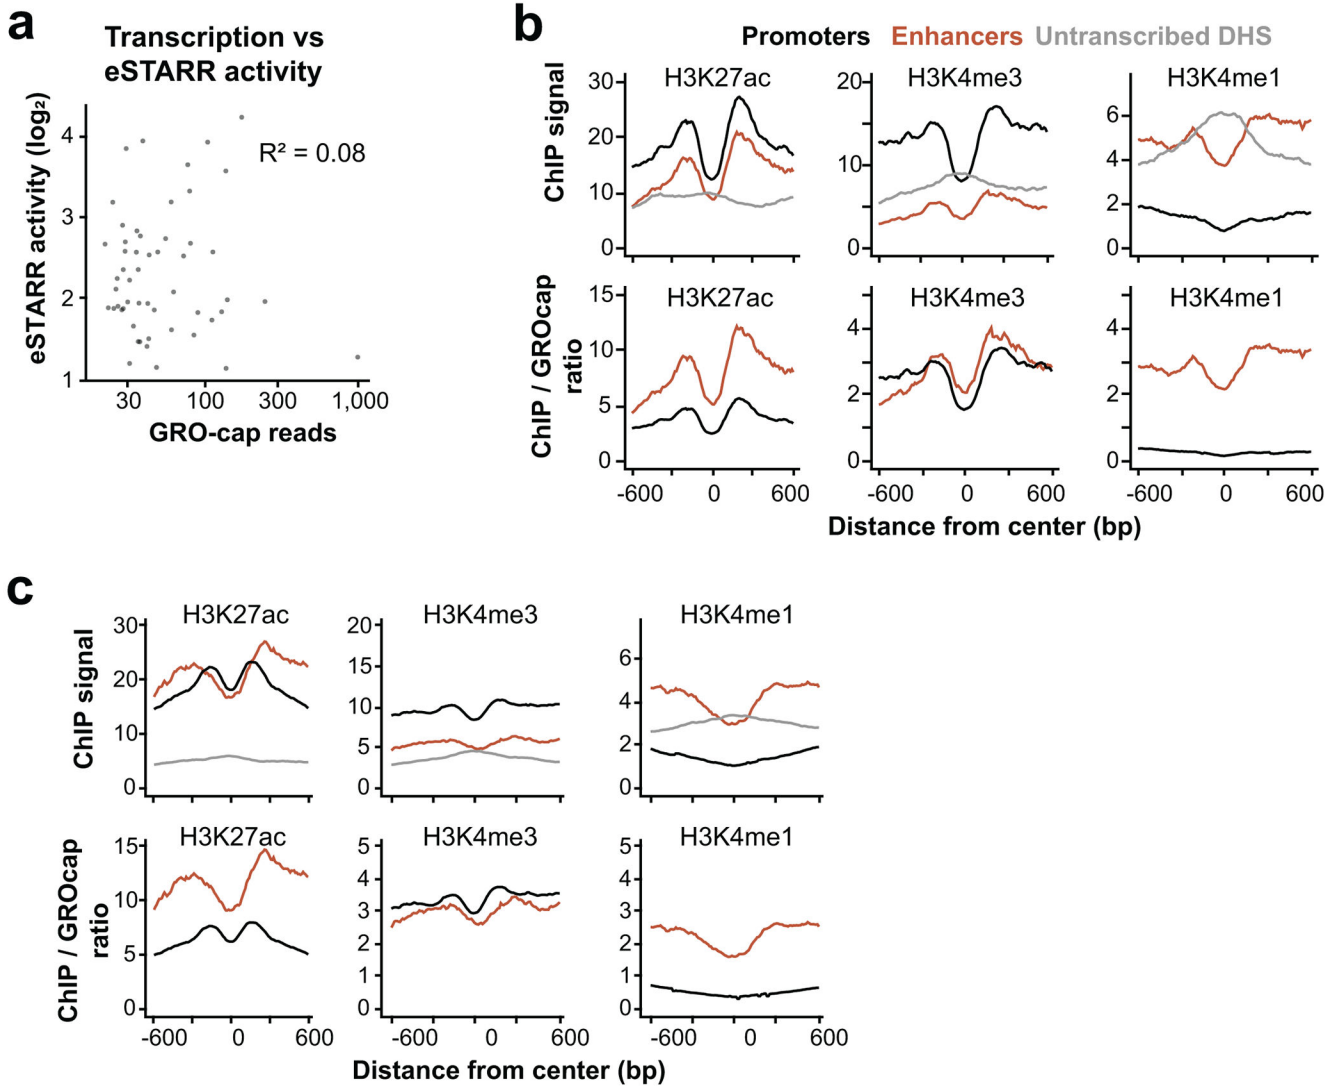 a
Transcription vs
eSTARR activity
eSTARR activity (log₂)
4
3
2
1
R² = 0.08
30 100 300 1,000
GRO-cap reads
b
Promoters Enhancers Untranscribed DHS
ChIP signal
H3K27ac
30
20
10
0
H3K4me3
20
10
0
H3K4me1
6
4
2
0
ChIP / GROcap
ratio
H3K27ac
15
10
5
0
H3K4me3
4
2
0
H3K4me1
4
2
0
-600 0 600
-600 0 600
-600 0 600
Distance from center (bp)
c
ChIP signal
H3K27ac
30
20
10
0
H3K4me3
20
15
10
5
0
H3K4me1
6
4
2
0
ChIP / GROcap
ratio
H3K27ac
15
10
5
0
H3K4me3
5
4
3
2
1
0
H3K4me1
5
4
3
2
1
0
-600 0 600
-600 0 600
-600 0 600
Distance from center (bp)